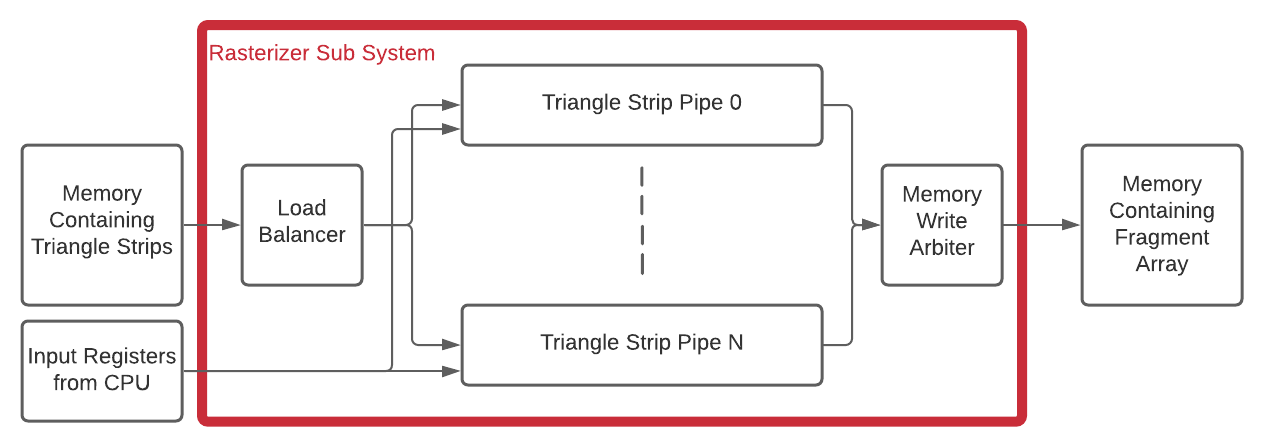 Rasterizer Sub System
Memory
Containing
Triangle Strips
Input Registers
from CPU
Load
Balancer
Triangle Strip Pipe 0
Triangle Strip Pipe N
Memory
Write
Arbiter
Memory
Containing
Fragment
Array